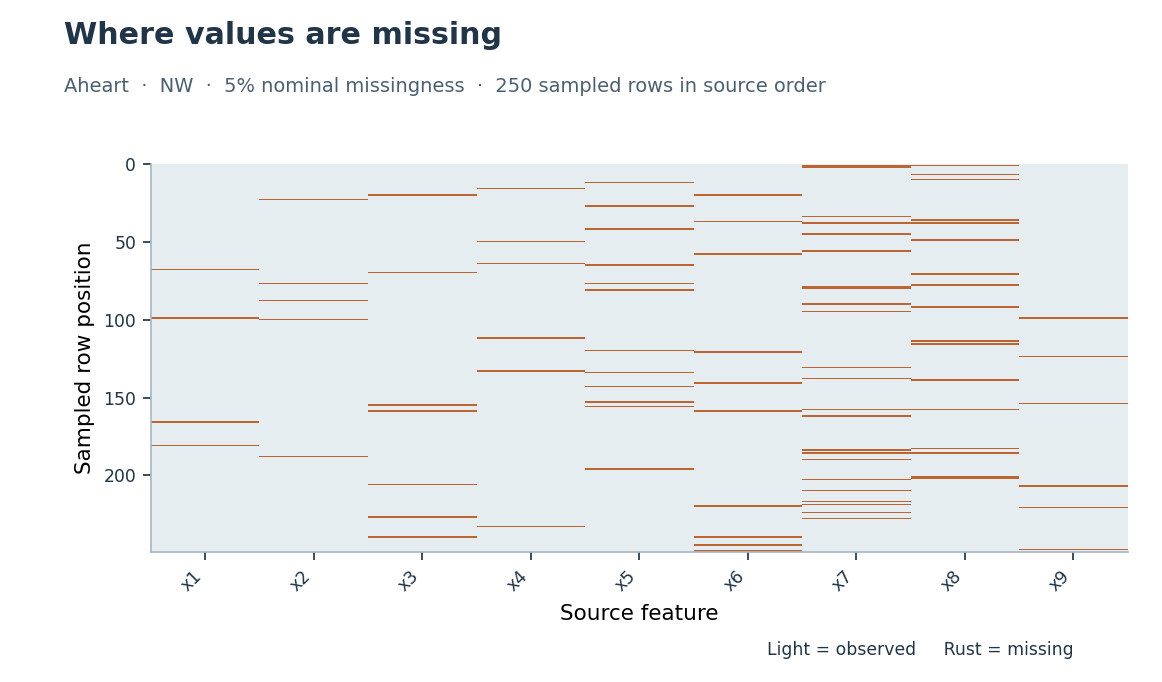 Where values are missing
Aheart · NW · 5% nominal missingness · 250 sampled rows in source order
0
50
100
150
200
Sampled row position
x1 x2 x3 x4 x5 x6 x7 x8 x9
Source feature
Light = observed Rust = missing